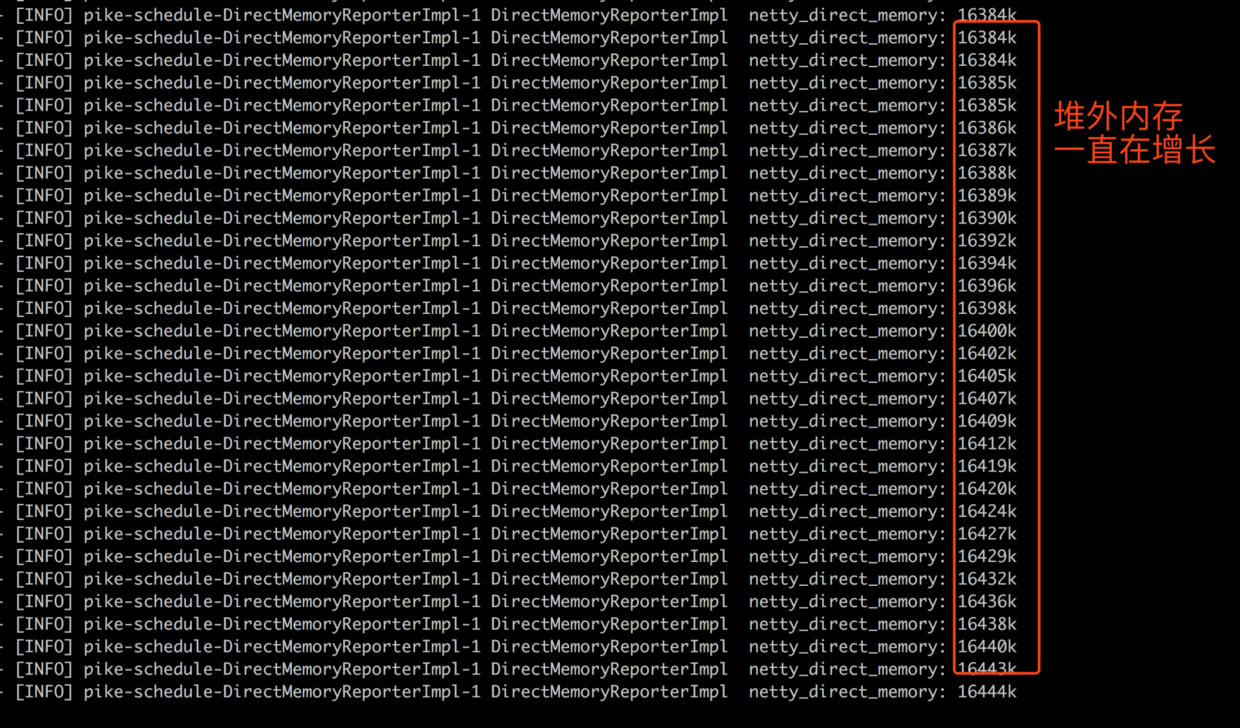 - [INFO] pike-schedule-DirectMemoryReporterImpl-1 DirectMemoryReporterImpl  netty_direct_memory: 16384k
- [INFO] pike-schedule-DirectMemoryReporterImpl-1 DirectMemoryReporterImpl  netty_direct_memory: 16384k
- [INFO] pike-schedule-DirectMemoryReporterImpl-1 DirectMemoryReporterImpl  netty_direct_memory: 16384k
- [INFO] pike-schedule-DirectMemoryReporterImpl-1 DirectMemoryReporterImpl  netty_direct_memory: 16385k
- [INFO] pike-schedule-DirectMemoryReporterImpl-1 DirectMemoryReporterImpl  netty_direct_memory: 16385k
堆外内存
- [INFO] pike-schedule-DirectMemoryReporterImpl-1 DirectMemoryReporterImpl  netty_direct_memory: 16386k
- [INFO] pike-schedule-DirectMemoryReporterImpl-1 DirectMemoryReporterImpl  netty_direct_memory: 16387k
一直在增长
- [INFO] pike-schedule-DirectMemoryReporterImpl-1 DirectMemoryReporterImpl  netty_direct_memory: 16388k
- [INFO] pike-schedule-DirectMemoryReporterImpl-1 DirectMemoryReporterImpl  netty_direct_memory: 16389k
- [INFO] pike-schedule-DirectMemoryReporterImpl-1 DirectMemoryReporterImpl  netty_direct_memory: 16390k
- [INFO] pike-schedule-DirectMemoryReporterImpl-1 DirectMemoryReporterImpl  netty_direct_memory: 16392k
- [INFO] pike-schedule-DirectMemoryReporterImpl-1 DirectMemoryReporterImpl  netty_direct_memory: 16394k
- [INFO] pike-schedule-DirectMemoryReporterImpl-1 DirectMemoryReporterImpl  netty_direct_memory: 16396k
- [INFO] pike-schedule-DirectMemoryReporterImpl-1 DirectMemoryReporterImpl  netty_direct_memory: 16398k
- [INFO] pike-schedule-DirectMemoryReporterImpl-1 DirectMemoryReporterImpl  netty_direct_memory: 16400k
- [INFO] pike-schedule-DirectMemoryReporterImpl-1 DirectMemoryReporterImpl  netty_direct_memory: 16402k
- [INFO] pike-schedule-DirectMemoryReporterImpl-1 DirectMemoryReporterImpl  netty_direct_memory: 16405k
- [INFO] pike-schedule-DirectMemoryReporterImpl-1 DirectMemoryReporterImpl  netty_direct_memory: 16407k
- [INFO] pike-schedule-DirectMemoryReporterImpl-1 DirectMemoryReporterImpl  netty_direct_memory: 16409k
- [INFO] pike-schedule-DirectMemoryReporterImpl-1 DirectMemoryReporterImpl  netty_direct_memory: 16412k
- [INFO] pike-schedule-DirectMemoryReporterImpl-1 DirectMemoryReporterImpl  netty_direct_memory: 16419k
- [INFO] pike-schedule-DirectMemoryReporterImpl-1 DirectMemoryReporterImpl  netty_direct_memory: 16420k
- [INFO] pike-schedule-DirectMemoryReporterImpl-1 DirectMemoryReporterImpl  netty_direct_memory: 16424k
- [INFO] pike-schedule-DirectMemoryReporterImpl-1 DirectMemoryReporterImpl  netty_direct_memory: 16427k
- [INFO] pike-schedule-DirectMemoryReporterImpl-1 DirectMemoryReporterImpl  netty_direct_memory: 16429k
- [INFO] pike-schedule-DirectMemoryReporterImpl-1 DirectMemoryReporterImpl  netty_direct_memory: 16432k
- [INFO] pike-schedule-DirectMemoryReporterImpl-1 DirectMemoryReporterImpl  netty_direct_memory: 16436k
- [INFO] pike-schedule-DirectMemoryReporterImpl-1 DirectMemoryReporterImpl  netty_direct_memory: 16438k
- [INFO] pike-schedule-DirectMemoryReporterImpl-1 DirectMemoryReporterImpl  netty_direct_memory: 16440k
- [INFO] pike-schedule-DirectMemoryReporterImpl-1 DirectMemoryReporterImpl  netty_direct_memory: 16443k
- [INFO] pike-schedule-DirectMemoryReporterImpl-1 DirectMemoryReporterImpl  netty_direct_memory: 16444k